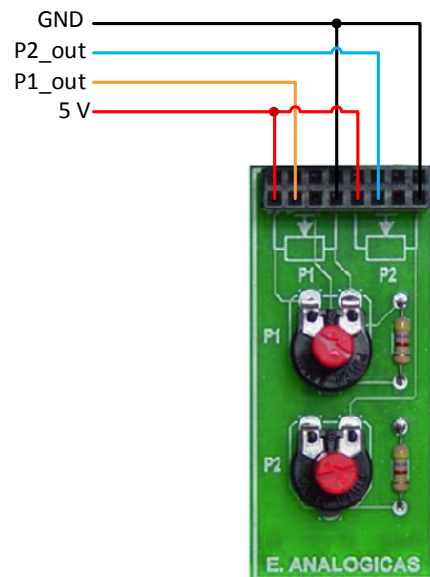 GND
P2_out
P1_out
5 V
P1
P2
P1
P2
E. ANALOGICAS